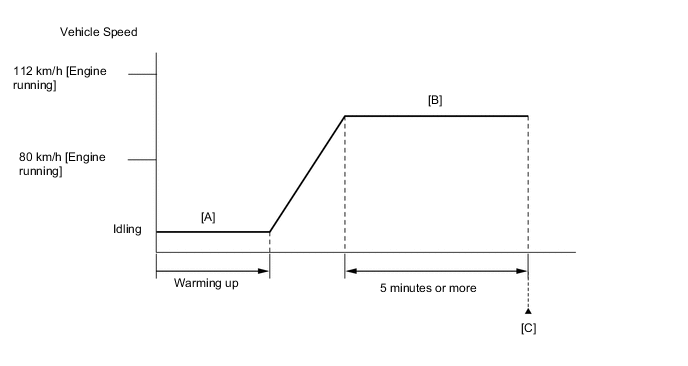 Vehicle Speed
112 km/h [Engine
running]
[B]
80 km/h [Engine
running]
[A]
Idling
Warming up
5 minutes or more
[C]